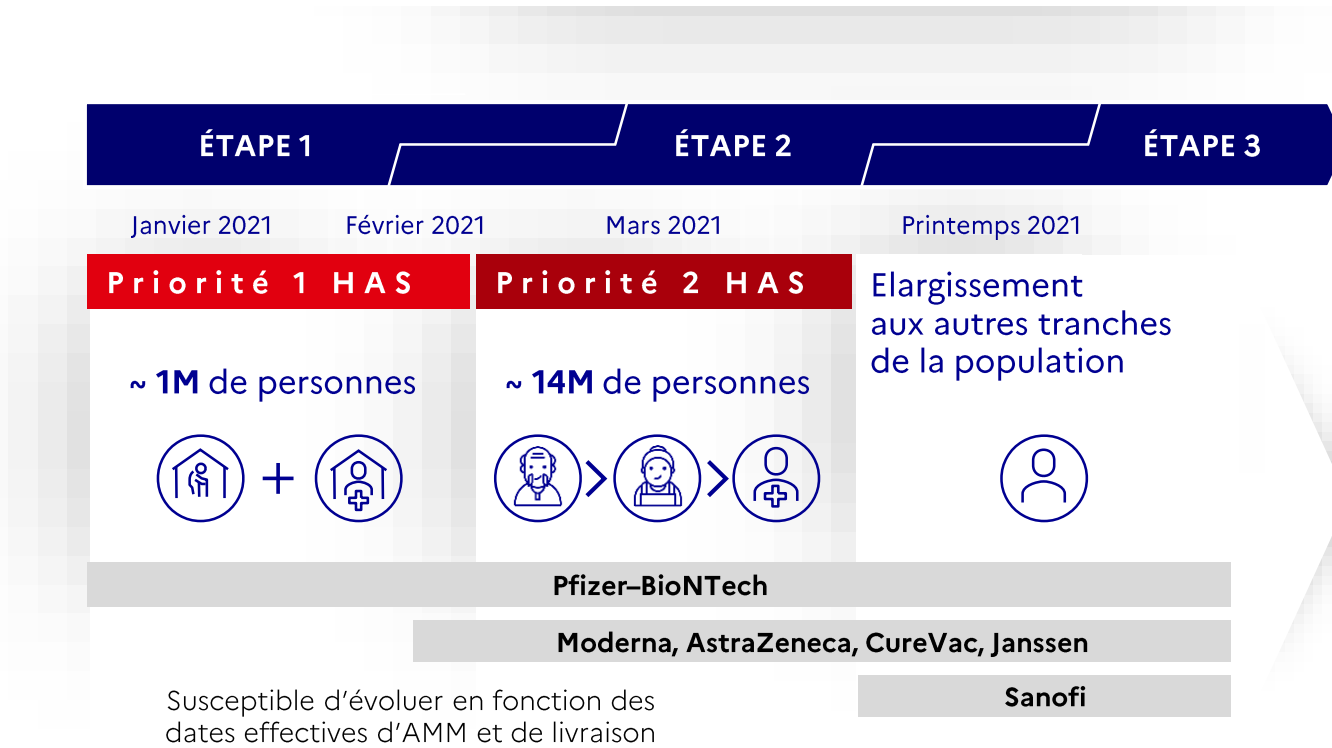 ÉTAPE 1
ÉTAPE 2
ÉTAPE 3
Janvier 2021
Février 2021
Mars 2021
Printemps 2021
Priorité 1 HAS
Priorité 2 HAS
Elargissement
aux autres tranches
de la population
~ 1M de personnes
~ 14M de personnes
Pfizer–BioNTech
Moderna, AstraZeneca, CureVac, Janssen
Sanofi
Susceptible d’évoluer en fonction des
dates effectives d’AMM et de livraison